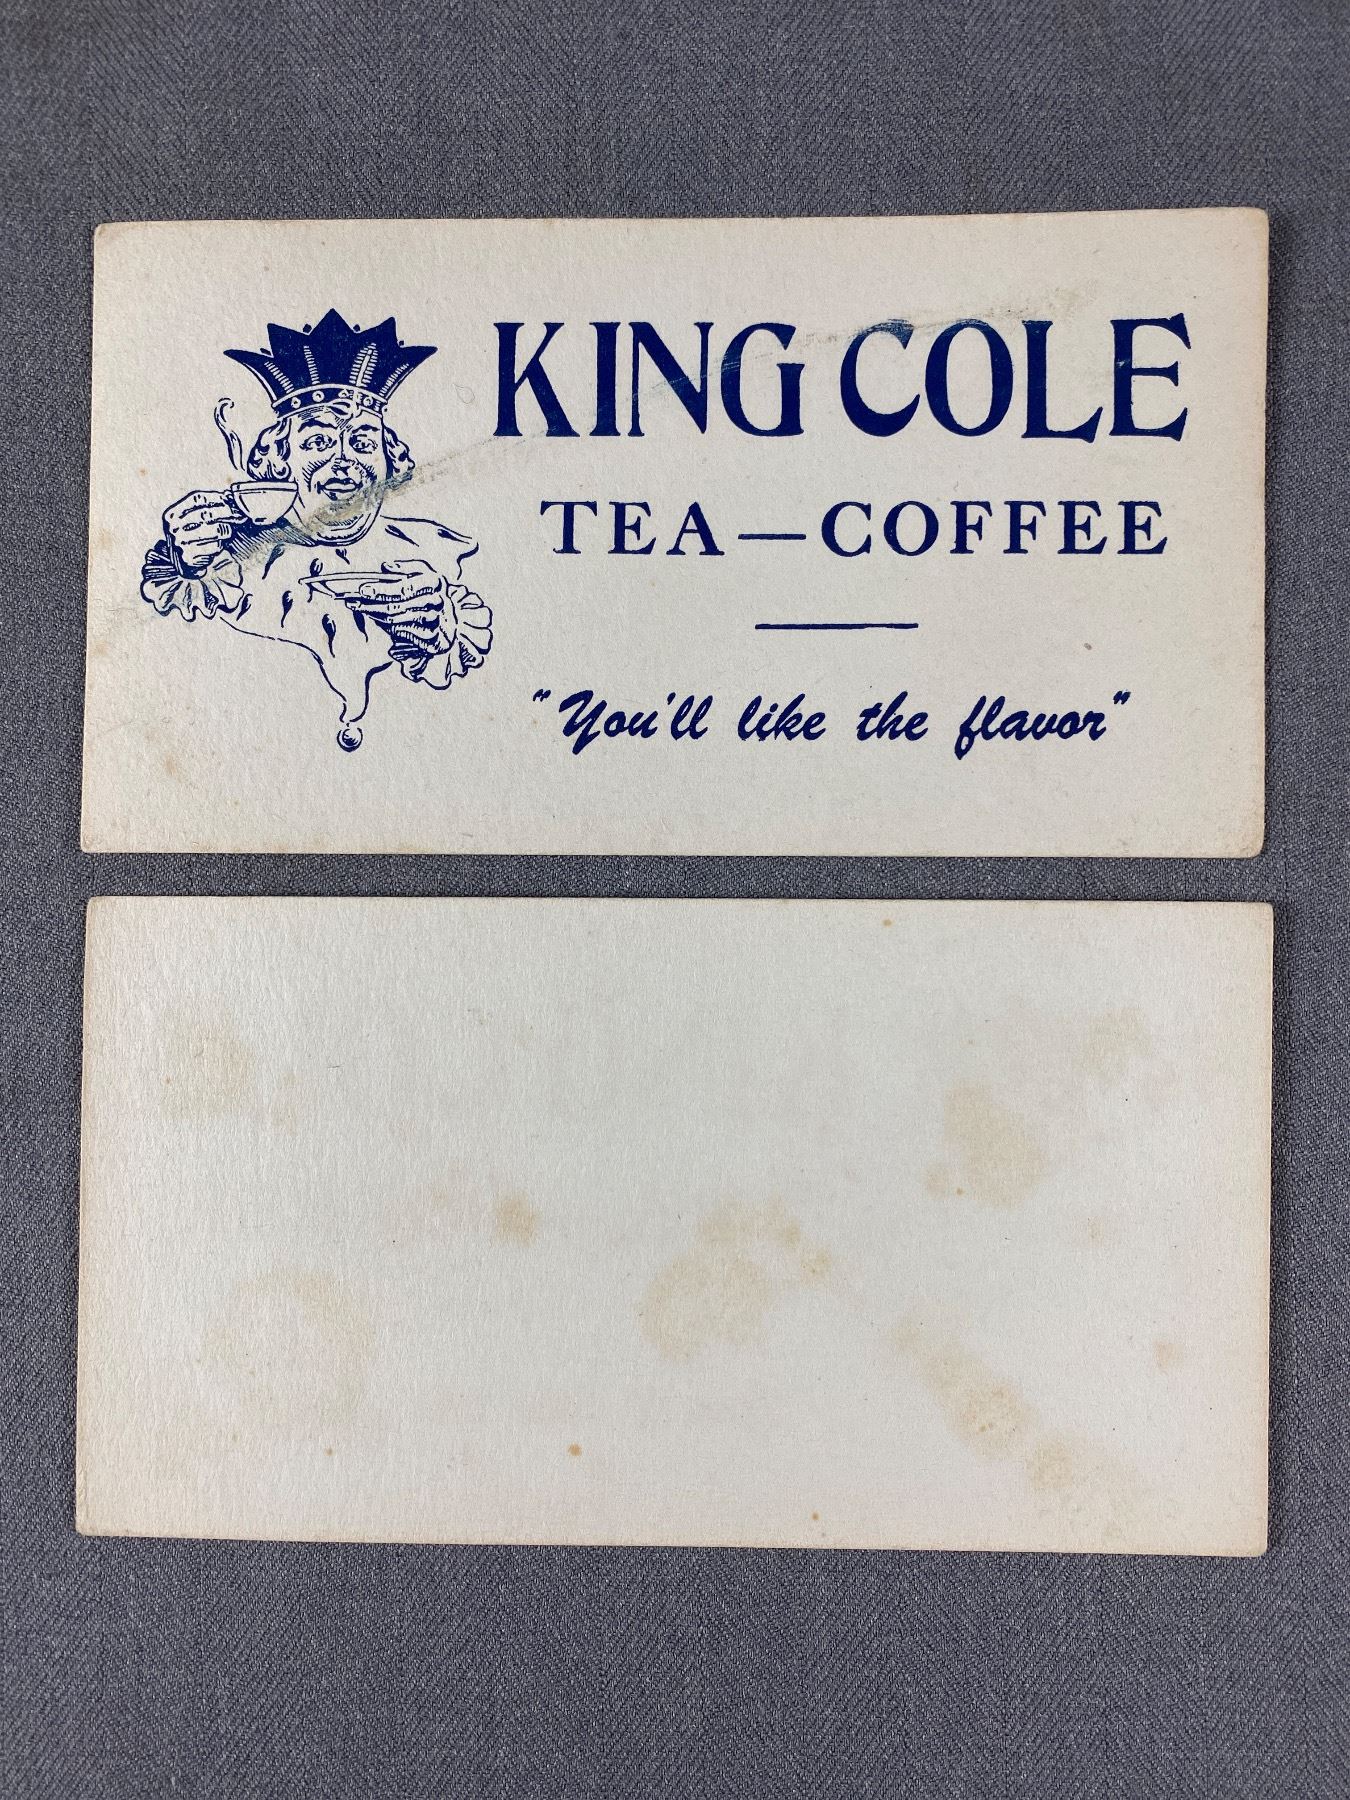 KING COLE
TEA — COFFEE
"You'll like the flavor"